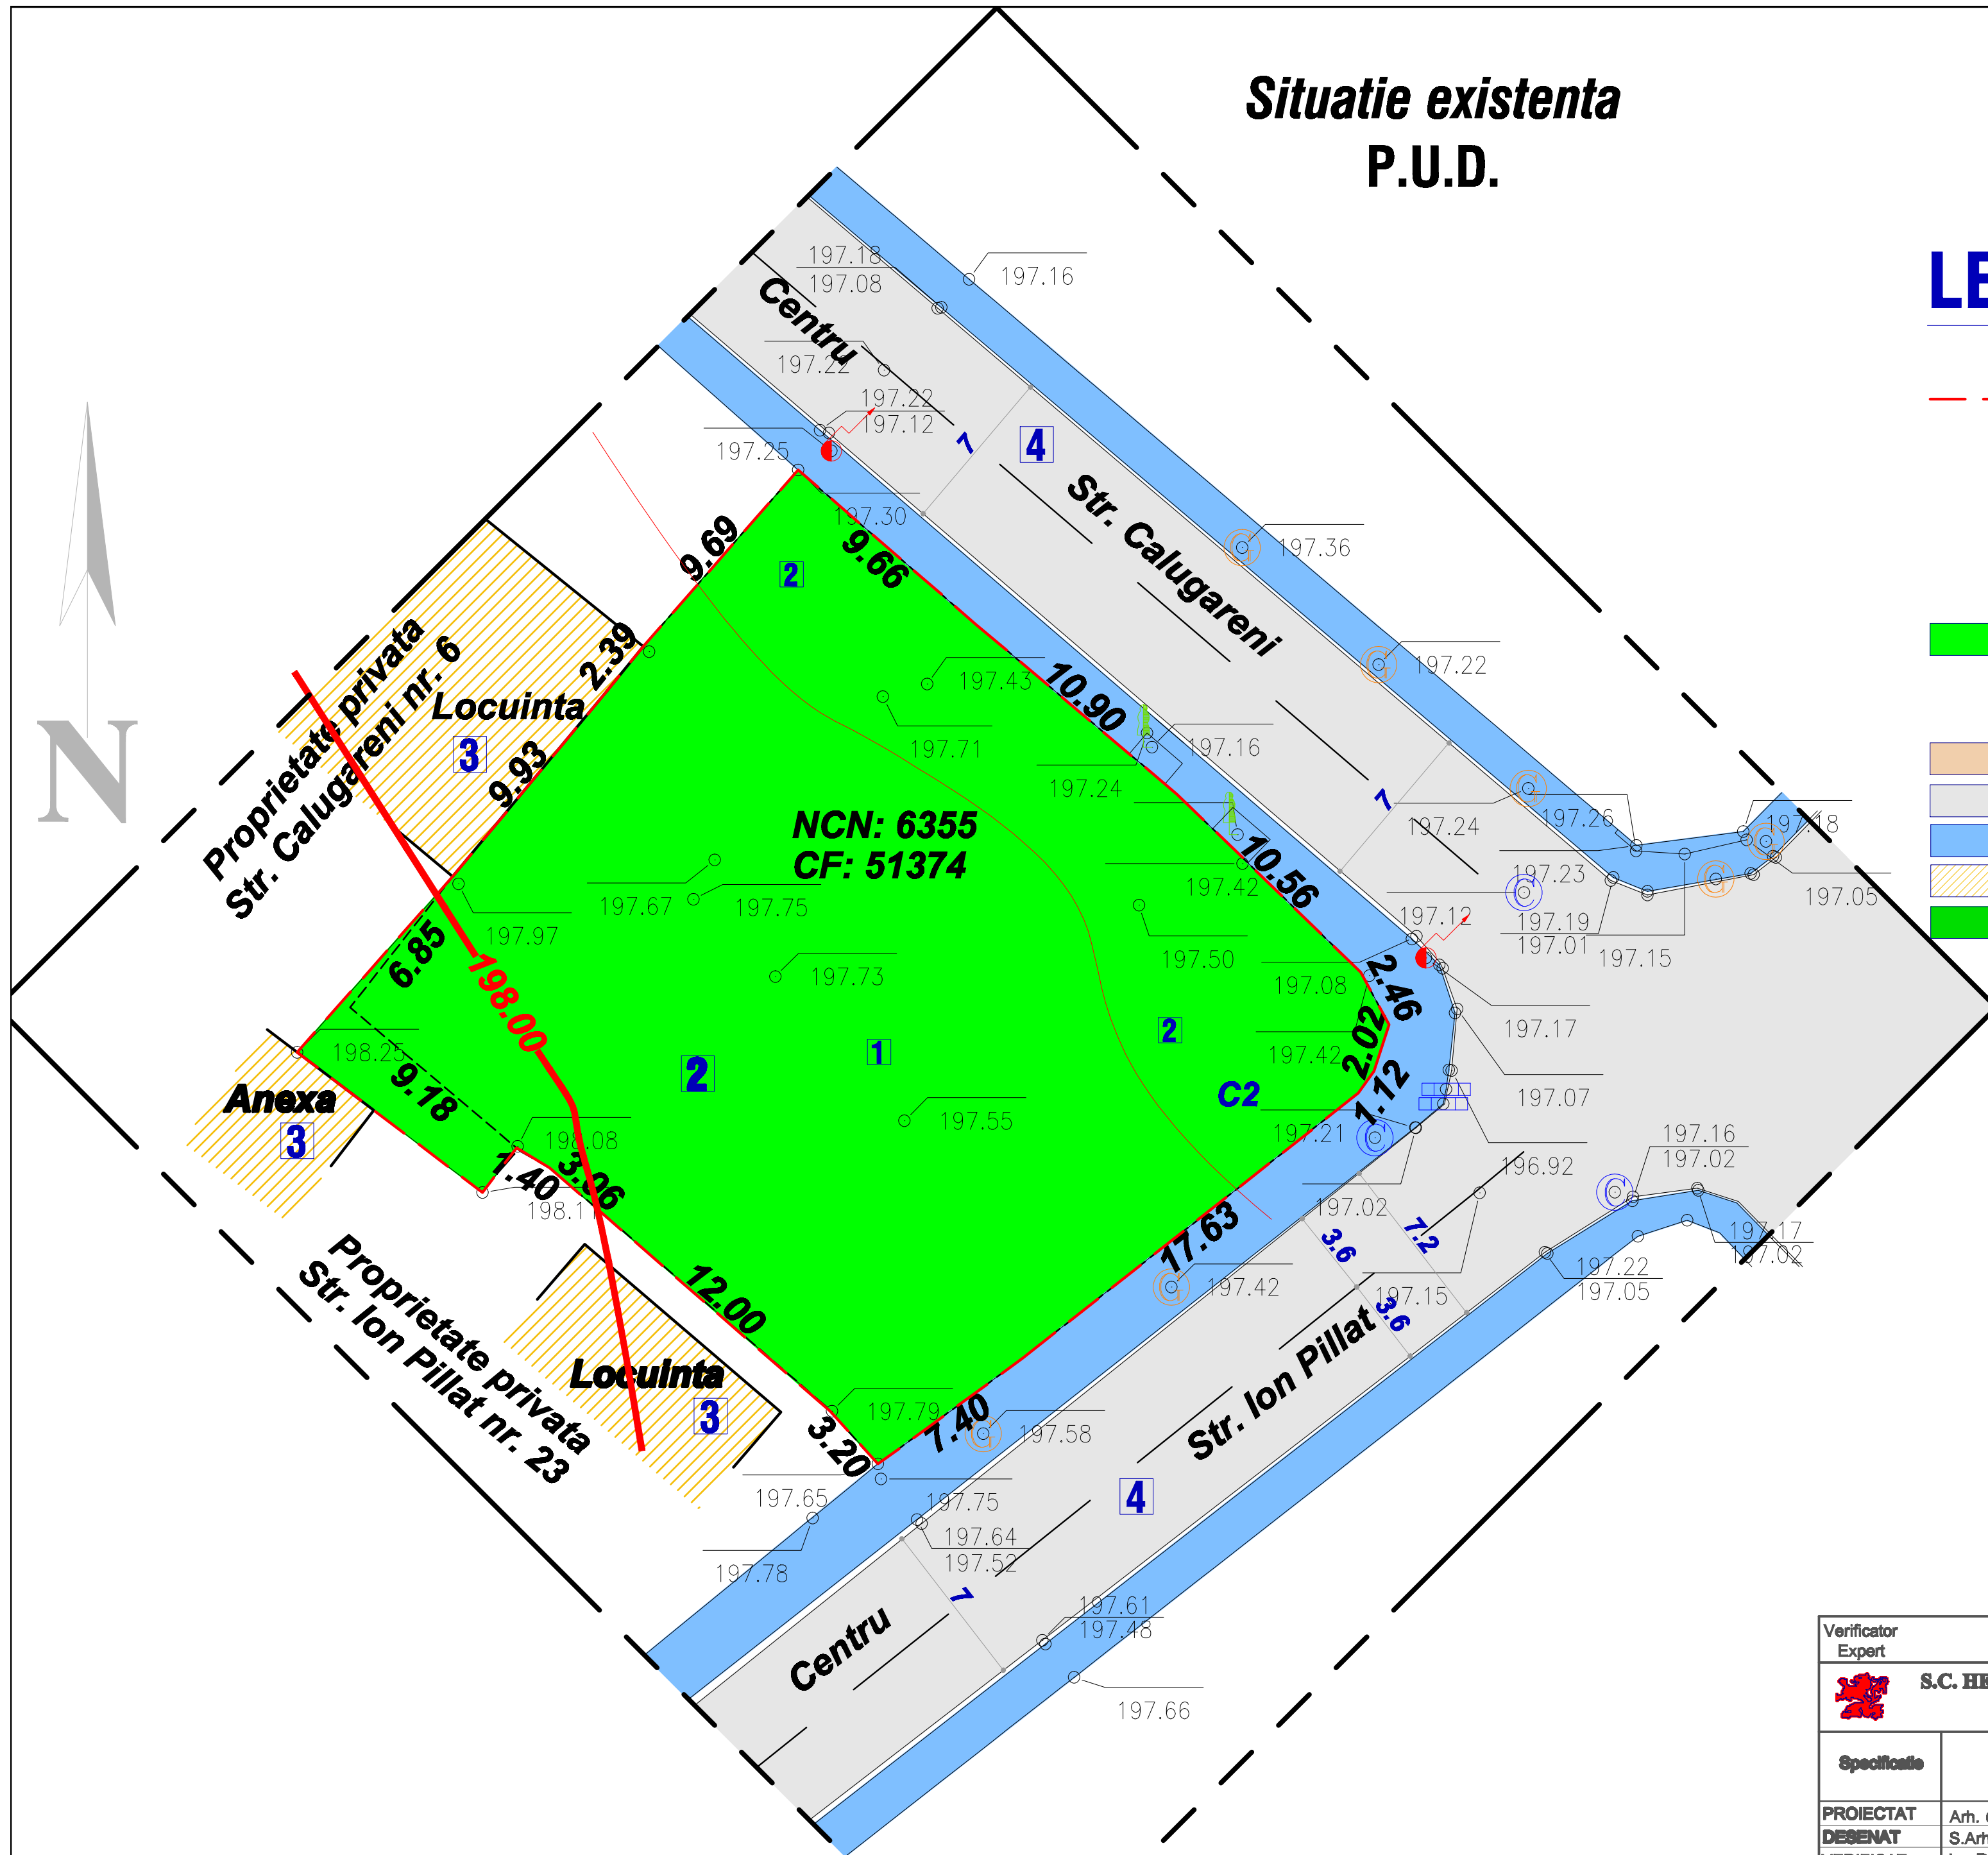 Situatie existenta
P.U.D.
LE
197.18
197.08
197.16
Centru
197.22
197.22
197.12
197.25
7
4
197.30
Str. Calugareni
197.36
G
9.69
9.66
2
197.22
G
2.39
Proprietate privata
Str. Calugareni nr. 6
Locuinta
3
9.93
197.43
197.71
10.90
197.16
197.24
7
G
197.24
197.26
197.18
G
NCN: 6355
CF: 51374
10.56
197.42
197.23
C
G
197.05
197.67
197.75
197.97
197.50
197.12
197.19
197.01
197.15
6.85
198.00
197.73
197.08
2.46
N
197.17
198.25
197.42
2.02
2
1
2
9.18
C2
1.12
197.07
Anexa
3
198.08
197.55
197.21
C
196.92
197.16
197.02
1.40
3.06
198.11
197.02
C
197.17
197.02
17.63
3.6
7.2
197.22
197.05
Proprietate privata
Str. Ion Pillat nr. 23
12.00
G
197.42
197.15
3.6
Locuinta
3
197.79
3.20
7.40
G
197.58
Str. Ion Pillat
197.65
197.75
4
197.64
197.52
197.78
7
197.61
197.48
Centru
197.66
Verificator
Expert
S.C. HE
Specificatie
PROIECTAT
Arh.
DESENAT
S.Arh